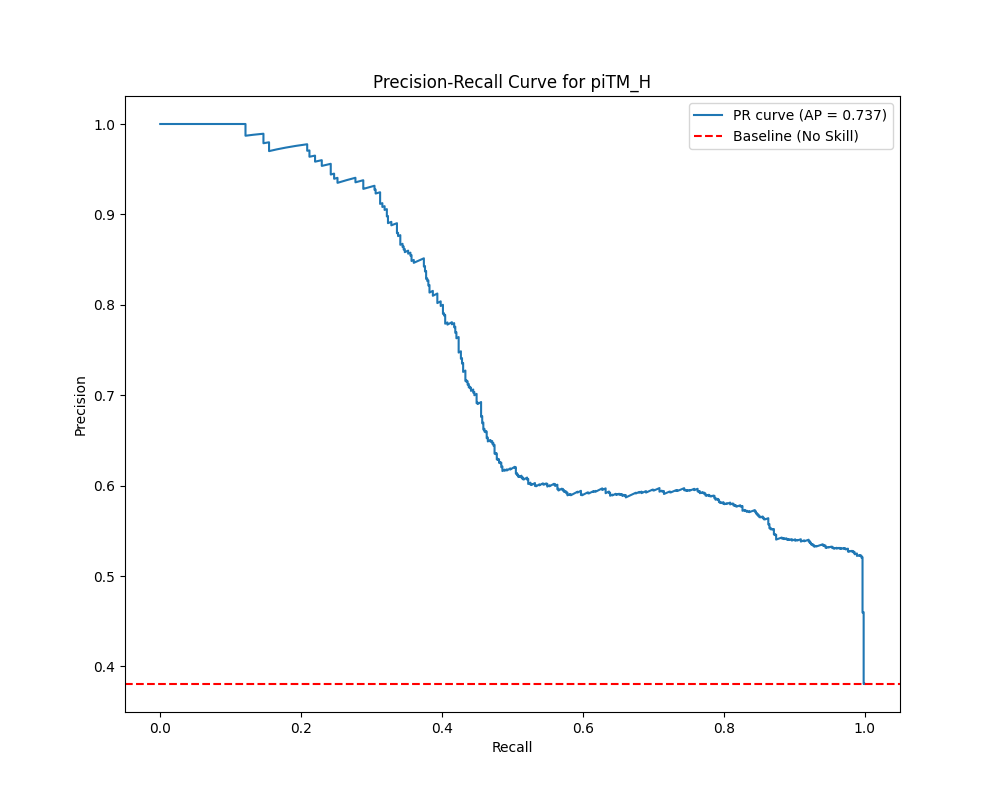 Precision-Recall Curve for piTM_H
PR curve (AP = 0.737)
Baseline (No Skill)
1.0
0.9
0.8
0.7
0.6
0.5
0.4
Precision
0.0 0.2 0.4 0.6 0.8 1.0
Recall